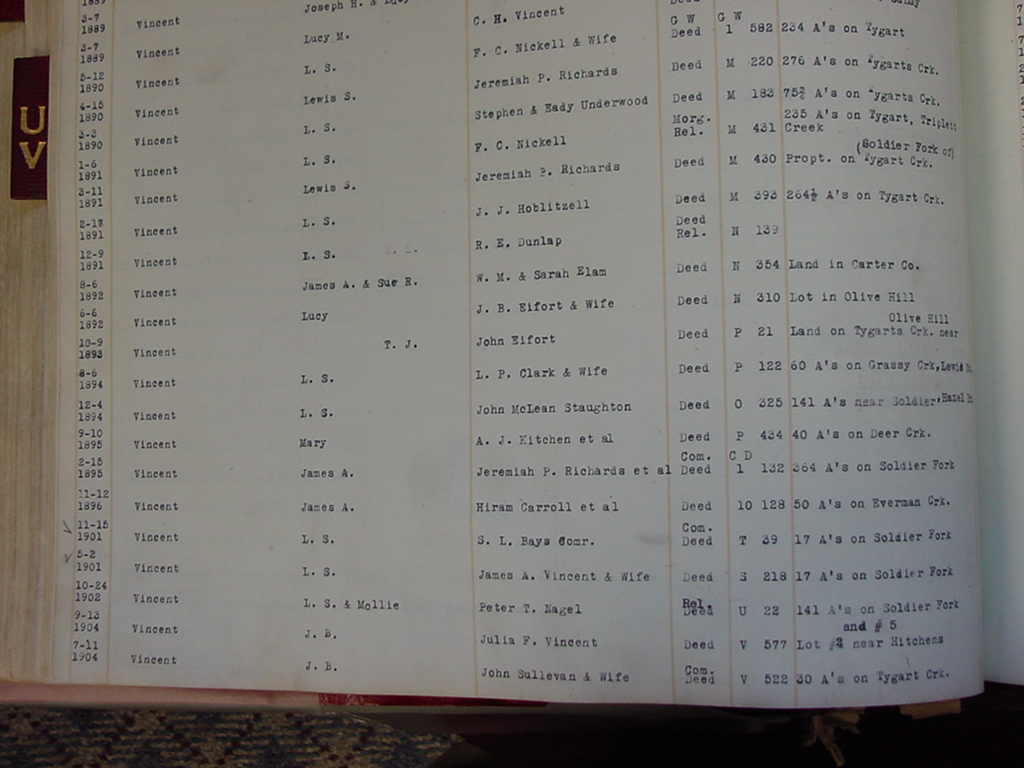 1889
3-7
1889 Vincent Joseph H. & Lucy
3-7
1889 Vincent Lucy M. C. H. Vincent Deed
G W G W
5-12
1890 Vincent L. S. F. C. Nickell & Wife Deed 1 582 234 A's on Tygart
4-15
1890 Vincent Lewis S. Jeremiah P. Richards Deed M 220 276 A's on Tygarts Crk.
3-3
1890 Vincent L. S. Stephen & Eady Underwood Deed M 183 75¾ A's on Tygarts Crk.
Morg. 235 A's on Tygart, Triplets
1-6
1891 Vincent L. S. F. C. Nickell Rel. M 431 Creek
(Soldier Fork of)
3-11
1891 Vincent Lewis S. Jeremiah P. Richards Deed M 430 Propt. on Tygart Crk.
2-18
1891 Vincent L. S. J. J. Hoblitzell Deed M 393 264½ A's on Tygart Crk.
Deed
12-9
1891 Vincent L. S. R. E. Dunlap Rel. N 139
8-6
1892 Vincent James A. & Sue R. W. M. & Sarah Elam Deed N 354 Land in Carter Co.
6-6
1892 Vincent Lucy J. B. Eifort & Wife Deed N 310 Lot in Olive Hill
Olive Hill
10-9
1893 Vincent T. J. John Eifort Deed P 21 Land on Tygarts Crk. near
8-6
1894 Vincent L. S. L. P. Clark & Wife Deed P 122 60 A's on Grassy Crk, Lewis
12-4
1894 Vincent L. S. John McLean Staughton Deed O 325 141 A's near Soldier, Hazel
9-10
1895 Vincent Mary A. J. Kitchen et al Deed P 434 40 A's on Deer Crk.
Com. C D
2-15
1895 Vincent James A. Jeremiah P. Richards et al Deed 1 132 364 A's on Soldier Fork
11-12
1896 Vincent James A. Hiram Carroll et al Deed 10 128 50 A's on Everman Crk.
Com.
11-15
1901 Vincent L. S. S. L. Bays Comr. Deed T 39 17 A's on Soldier Fork
5-2
1901 Vincent L. S. James A. Vincent & Wife Deed S 218 17 A's on Soldier Fork
10-24
1902 Vincent L. S. & Mollie Peter T. Nagel Rel. Deed U 22 141 A's on Soldier Fork
and # 5
9-13
1904 Vincent J. B. Julia F. Vincent Deed V 577 Lot #2 near Hitchens
Com.
7-11
1904 Vincent J. B. John Sullevan & Wife Deed V 522 30 A's on Tygart Crk.
U
V